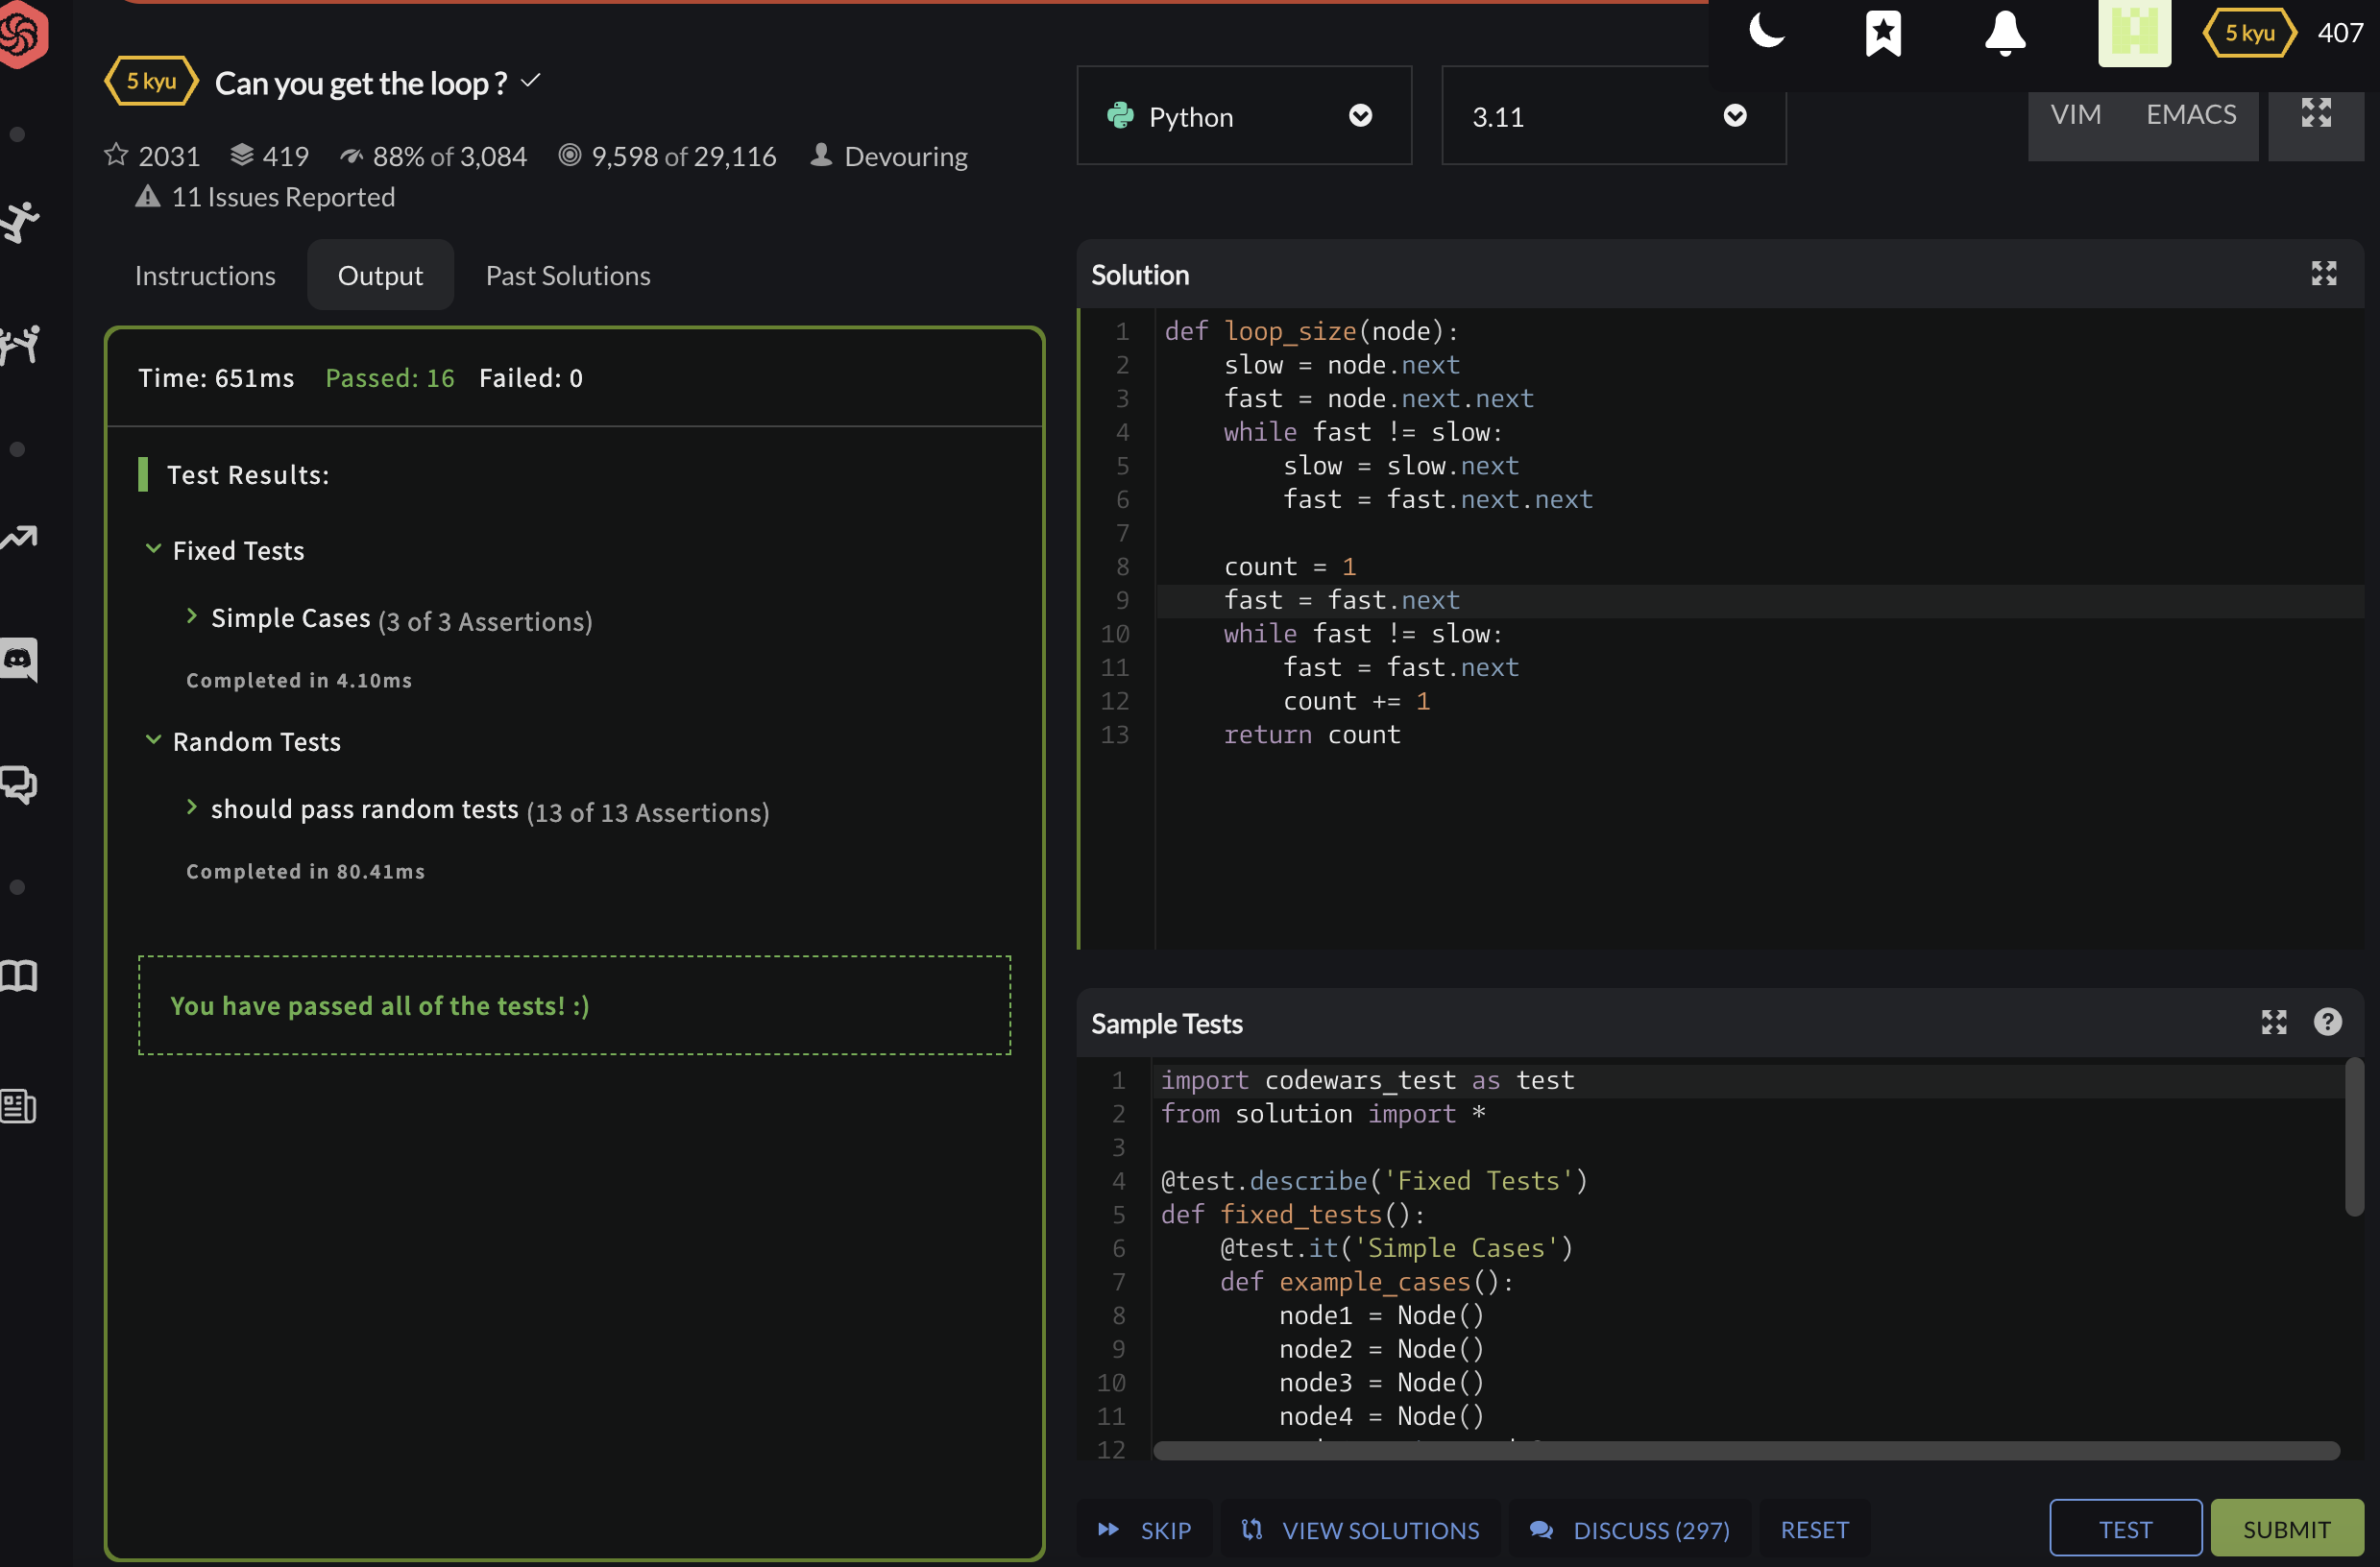 5 kyu Can you get the loop ?
2031 419 88% of 3,084 9,598 of 29,116 Devouring
11 Issues Reported
Instructions Output Past Solutions
Time: 651ms Passed: 16 Failed: 0
Test Results:
Fixed Tests
Simple Cases (3 of 3 Assertions)
Completed in 4.10ms
Random Tests
should pass random tests (13 of 13 Assertions)
Completed in 80.41ms
You have passed all of the tests! :)
5 kyu 407
Python 3.11 VIM EMACS
Solution
1 def loop_size(node):
2     slow = node.next
3     fast = node.next.next
4     while fast != slow:
5         slow = slow.next
6         fast = fast.next.next
7
8     count = 1
9     fast = fast.next
10     while fast != slow:
11         fast = fast.next
12         count += 1
13     return count
Sample Tests
1 import codewars_test as test
2 from solution import *
3
4 @test.describe('Fixed Tests')
5 def fixed_tests():
6     @test.it('Simple Cases')
7     def example_cases():
8         node1 = Node()
9         node2 = Node()
10         node3 = Node()
11         node4 = Node()
12
SKIP VIEW SOLUTIONS DISCUSS (297) RESET TEST SUBMIT